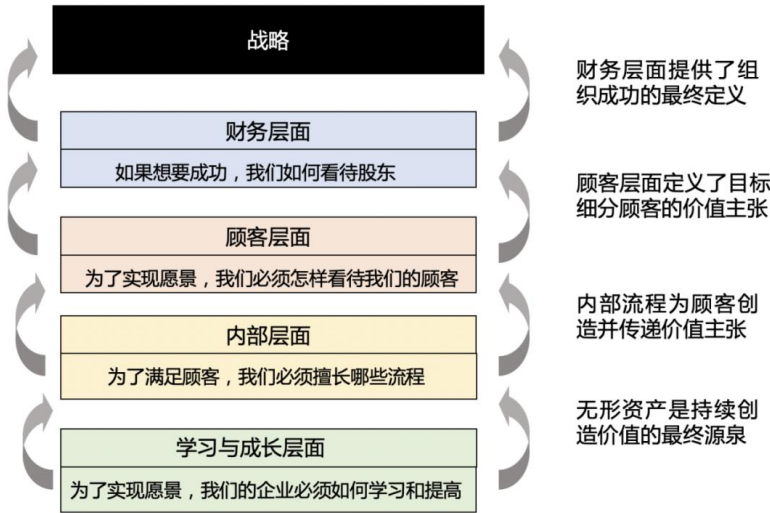 战略
财务层面提供了组
织成功的最终定义
财务层面
如果想要成功，我们如何看待股东
顾客层面定义了目标
细分顾客的价值主张
顾客层面
为了实现愿景，我们必须怎样看待我们的顾客
内部流程为顾客创
造并传递价值主张
内部层面
为了满足顾客，我们必须擅长哪些流程
无形资产是持续创
造价值的最终源泉
学习与成长层面
为了实现愿景，我们的企业必须如何学习和提高